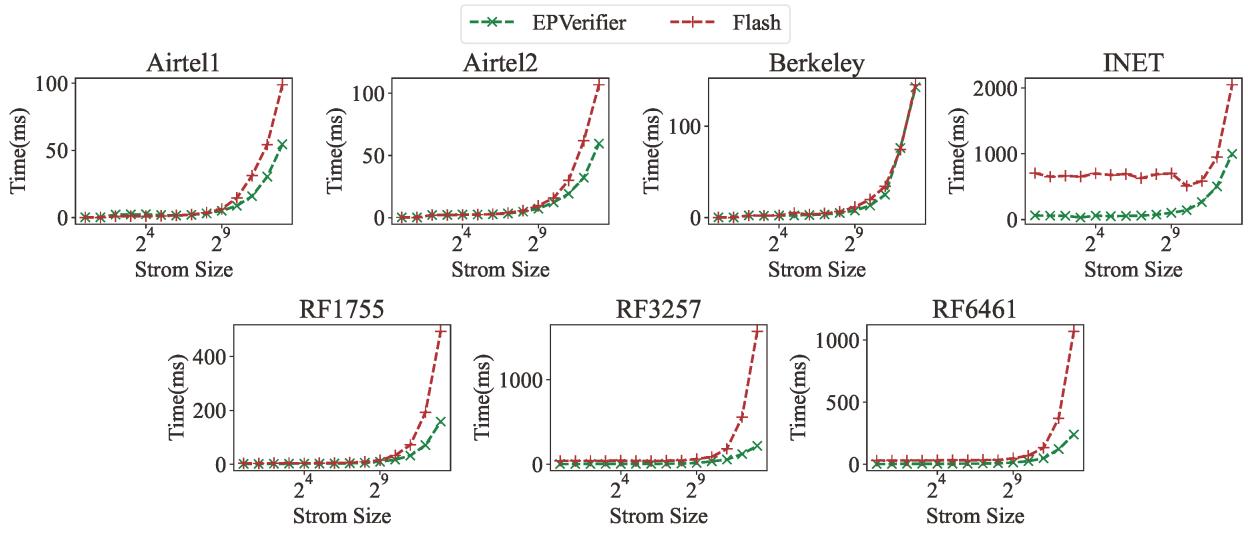 EPVerifier Flash
Airtel1 Airtel2 Berkeley INET
Time(ms) 100 50 0
2^4 2^9
Strom Size
Time(ms) 100 50 0
2^4 2^9
Strom Size
Time(ms) 100 0
2^4 2^9
Strom Size
Time(ms) 2000 1000 0
2^4 2^9
Strom Size
RF1755 RF3257 RF6461
Time(ms) 400 200 0
2^4 2^9
Strom Size
Time(ms) 1000 0
2^4 2^9
Strom Size
Time(ms) 1000 500 0
2^4 2^9
Strom Size